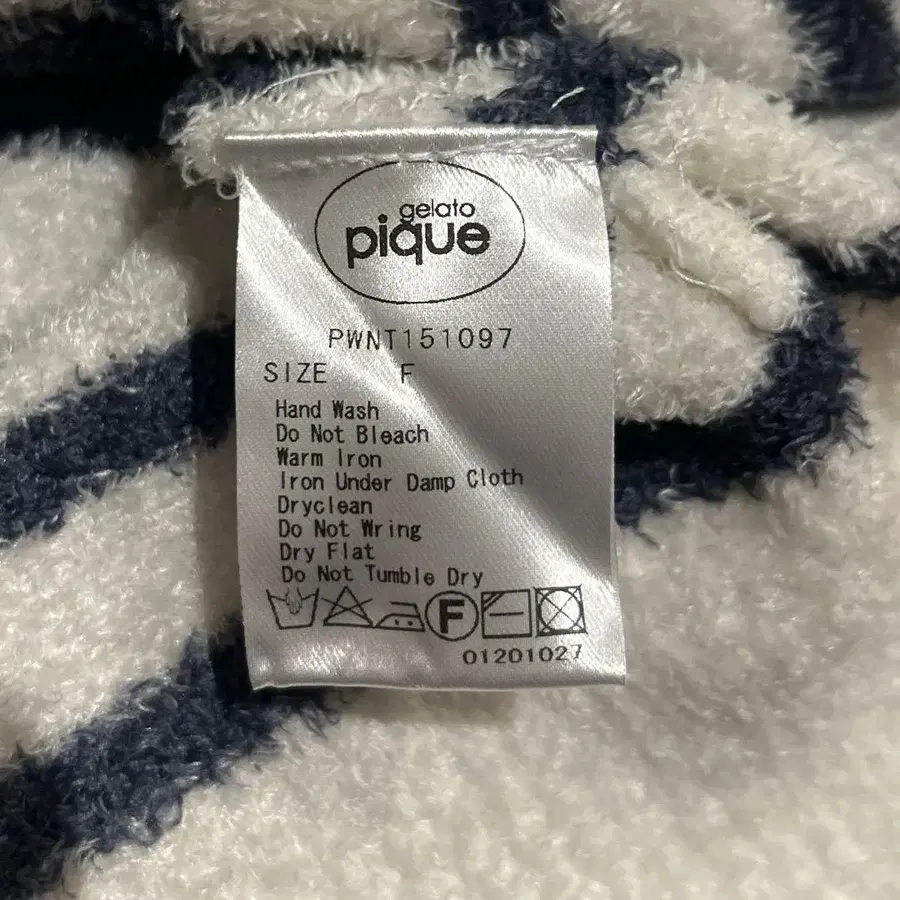 gelato
pique
PWNT151097
SIZE F
Hand Wash
Do Not Bleach
Warm Iron
Iron Under Damp Cloth
Dryclean
Do Not Wring
Dry Flat
Do Not Tumble Dry
F
01201027